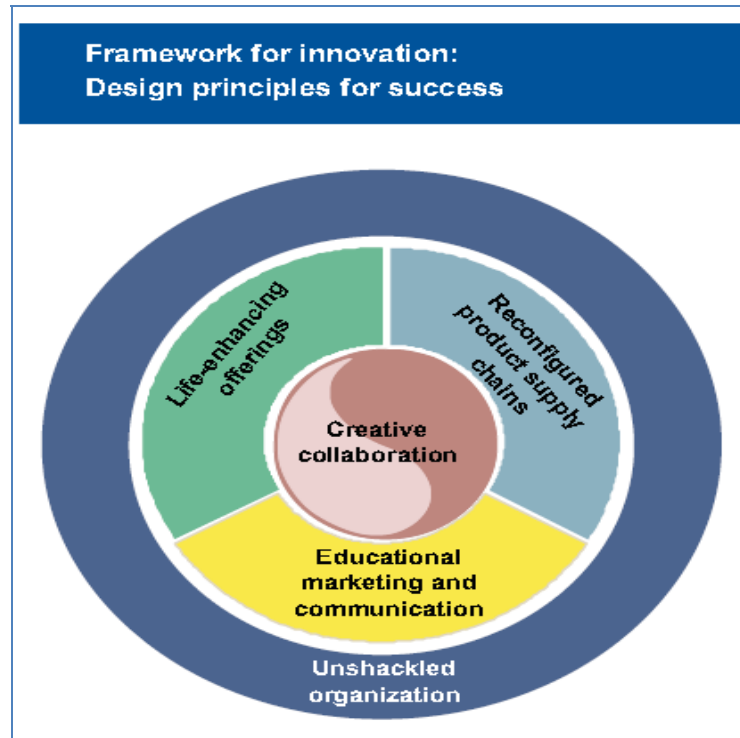 Framework for innovation:
Design principles for success
Life-enhancing
offerings
Reconfigured
product supply
chains
Creative
collaboration
Educational
marketing and
communication
Unshackled
organization